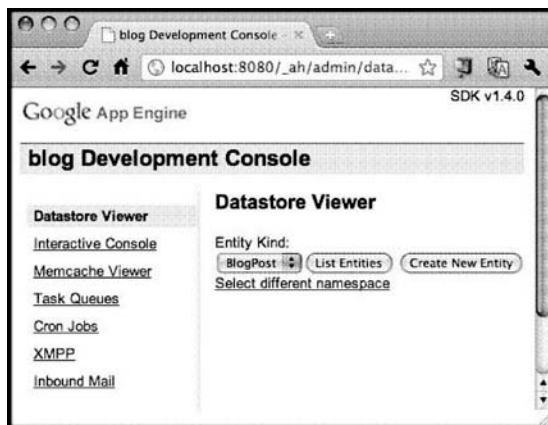 blog Development Console -
localhost:8080/_ah/admin/data...
SDK v1.4.0
Google App Engine
blog Development Console
Datastore Viewer
Interactive Console
Memcache Viewer
Task Queues
Cron Jobs
XMPP
Inbound Mail
Datastore Viewer
Entity Kind:
BlogPost List Entities Create New Entity
Select different namespace